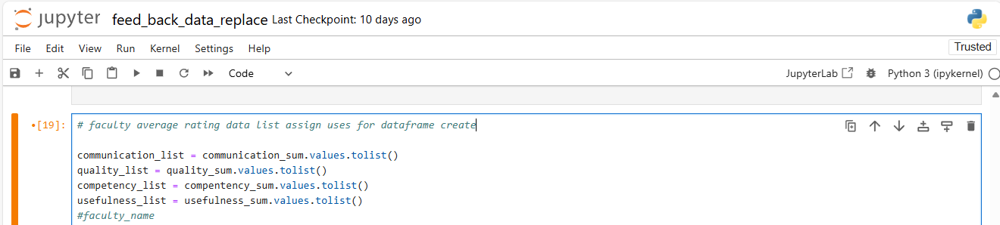 jupyter feed_back_data_replace Last Checkpoint: 10 days ago
File Edit View Run Kernel Settings Help
Trusted
Code
JupyterLab
Python 3 (ipykernel)
[19]:
# faculty average rating data list assign uses for dataframe create
communication_list = communication_sum.values.tolist()
quality_list = quality_sum.values.tolist()
competency_list = compentency_sum.values.tolist()
usefulness_list = usefulness_sum.values.tolist()
#faculty_name